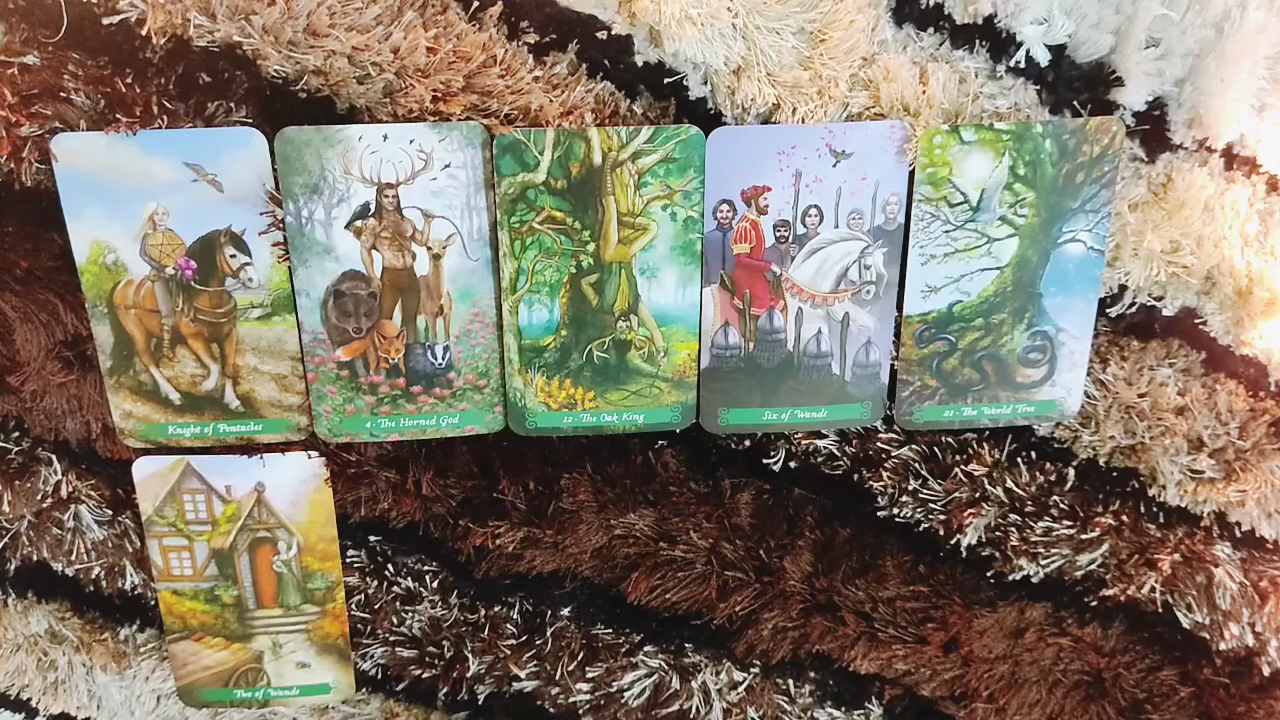 Knight of Pentacles
4 - The Horned God
12 - The Oak King
Six of Wands
21 - The World Tree
Two of Wands